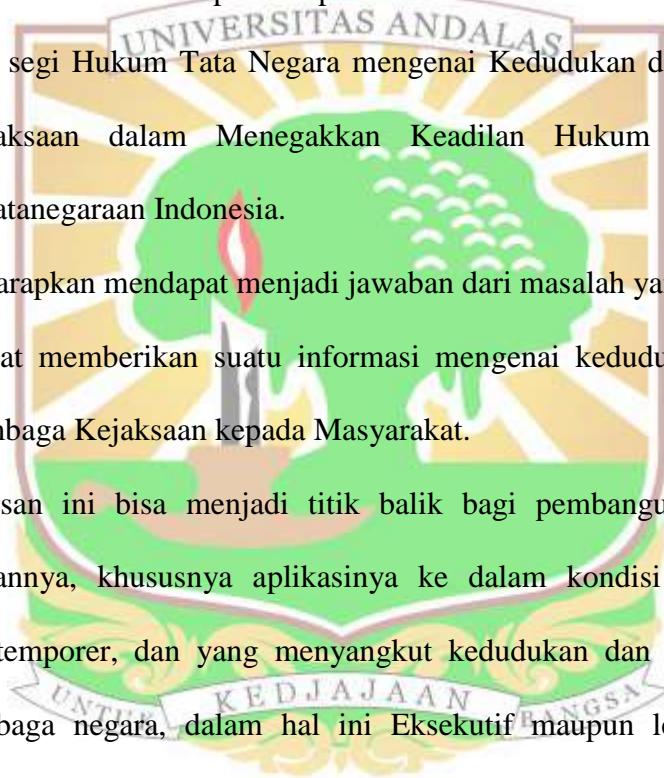 UNIVERSITAS ANDALAS
segi Hukum Tata Negara mengenai Kedudukan d
aksaan dalam Menegakkan Keadilan Hukum
atanegaraan Indonesia.
arapkan mendapat menjadi jawaban dari masalah ya
at memberikan suatu informasi mengenai kedudu
mbaga Kejaksaan kepada Masyarakat.
san ini bisa menjadi titik balik bagi pembangu
annya, khususnya aplikasinya ke dalam kondisi
temporer, dan yang menyangkut kedudukan dan
UNTUK KEDJAJAAN BANGSA
baga negara, dalam hal ini Eksekutif maupun le